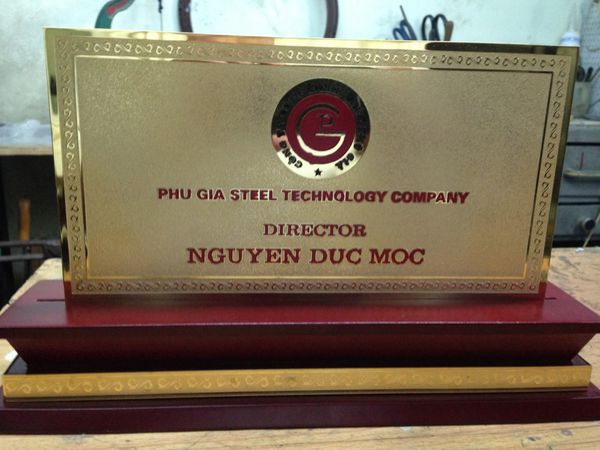 PHU GIA STEEL TECHNOLOGY COMPANY
DIRECTOR
NGUYEN DUC MOC